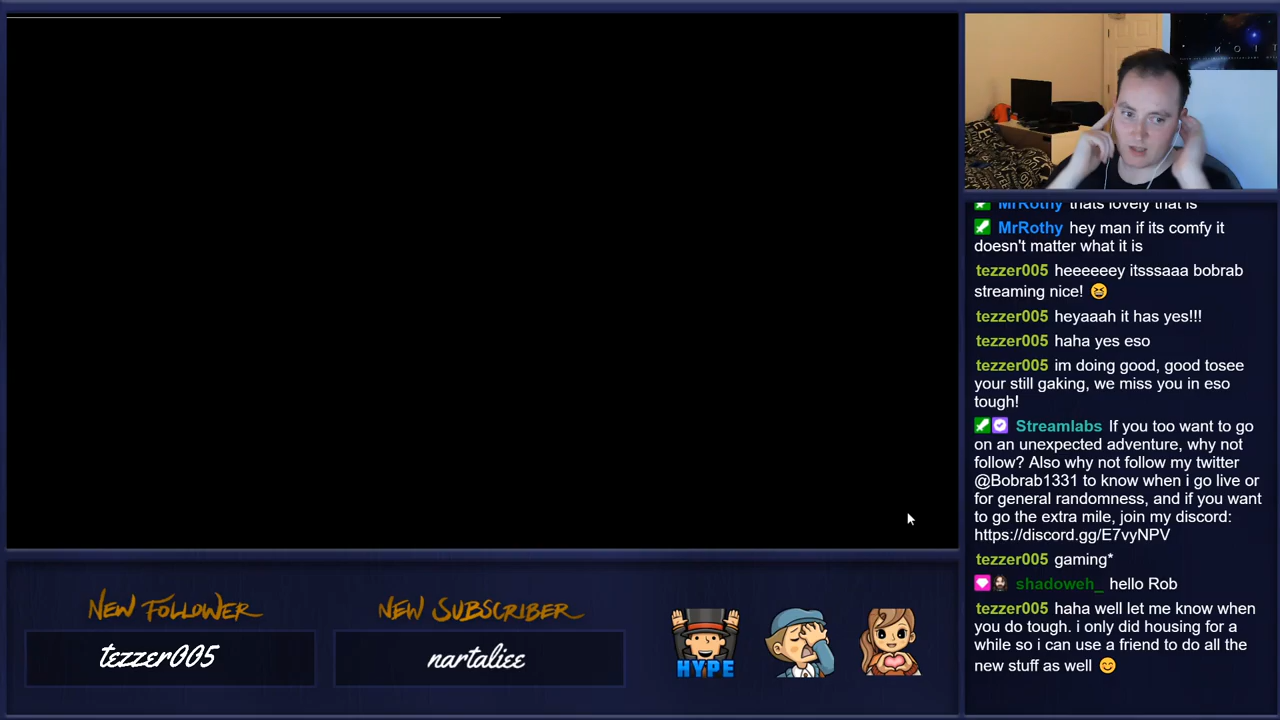 TION
MrRothy thats lovely that is
MrRothy hey man if its comfy it
doesn't matter what it is
tezzer005 heeeeeey itsssaaa bobrab
streaming nice! 😆
tezzer005 heyaaah it has yes!!!
tezzer005 haha yes eso
tezzer005 im doing good, good tosee
your still gaking, we miss you in eso
tough!
Streamlabs If you too want to go
on an unexpected adventure, why not
follow? Also why not follow my twitter
@Bobrab1331 to know when i go live or
for general randomness, and if you want
to go the extra mile, join my discord:
https://discord.gg/E7vyNPV
tezzer005 gaming*
shadoweh_ hello Rob
tezzer005 haha well let me know when
you do tough. i only did housing for a
while so i can use a friend to do all the
new stuff as well 😊
NEW FOLLOWER
tezzer005
NEW SUBSCRIBER
nartaliee
HYPE